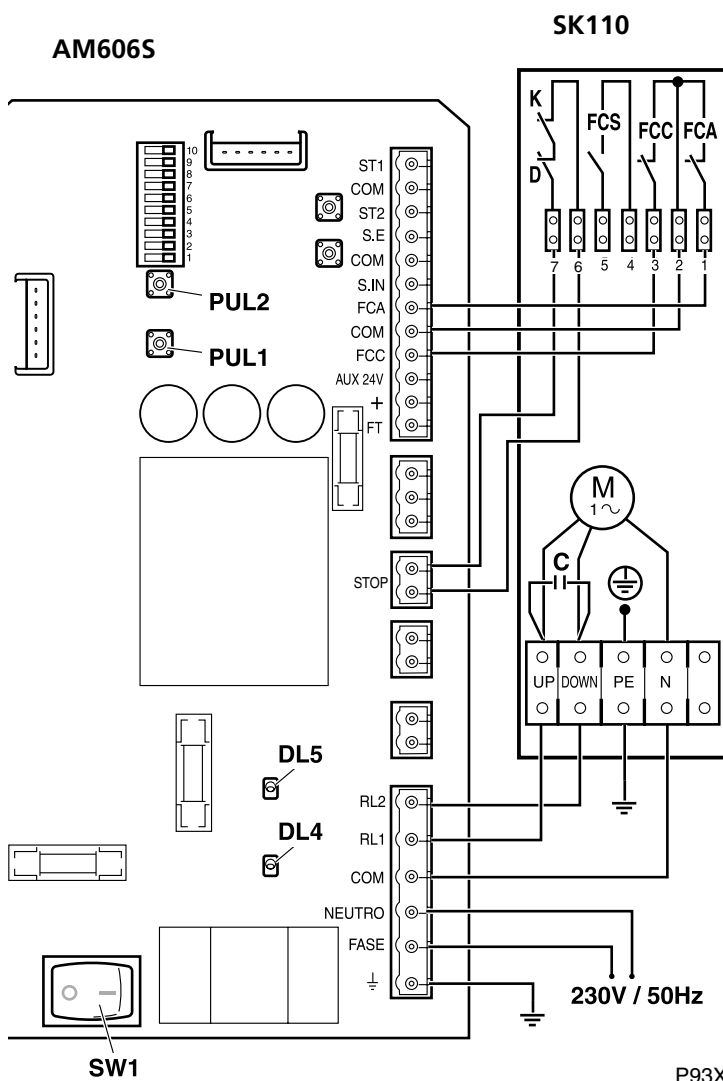 AM606S
SK110
10
9
8
7
6
5
4
3
2
1
PUL2
PUL1
ST1
COM
ST2
S.E
COM
S.IN
FCA
COM
FCC
AUX 24V
+
FT
STOP
DL5
DL4
RL2
RL1
COM
NEUTRO
FASE
SW1
K
D
FCS
FCC
FCA
7 6 5 4 3 2 1
M
1~
C
UP DOWN PE N
230V / 50Hz
P93X